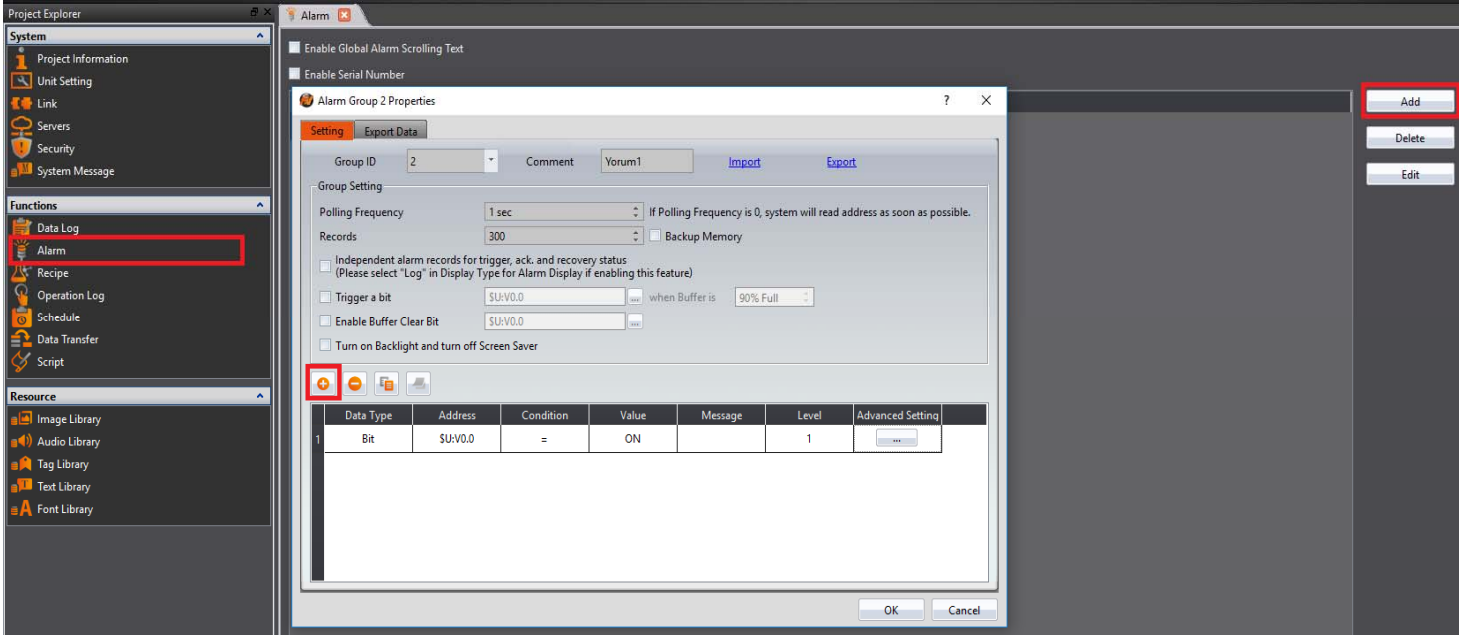 Project Explorer
System
Project Information
Unit Setting
Link
Servers
Security
System Message
Functions
Data Log
Alarm
Recipe
Operation Log
Schedule
Data Transfer
Script
Resource
Image Library
Audio Library
Tag Library
Text Library
Font Library
Alarm
Enable Global Alarm Scrolling Text
Enable Serial Number
Add
Delete
Edit
Alarm Group 2 Properties ? X
Setting Export Data
Group ID 2 Comment Yorum1 Import Export
Group Setting
Polling Frequency 1 sec If Polling Frequency is 0, system will read address as soon as possible.
Records 300 Backup Memory
Independent alarm records for trigger, ack. and recovery status
(Please select "Log" in Display Type for Alarm Display if enabling this feature)
Trigger a bit $U:V0.0 ... when Buffer is 90% Full
Enable Buffer Clear Bit $U:V0.0 ...
Turn on Backlight and turn off Screen Saver
Data Type Address Condition Value Message Level Advanced Setting
1 Bit $U:V0.0 = ON 1 ...
OK Cancel